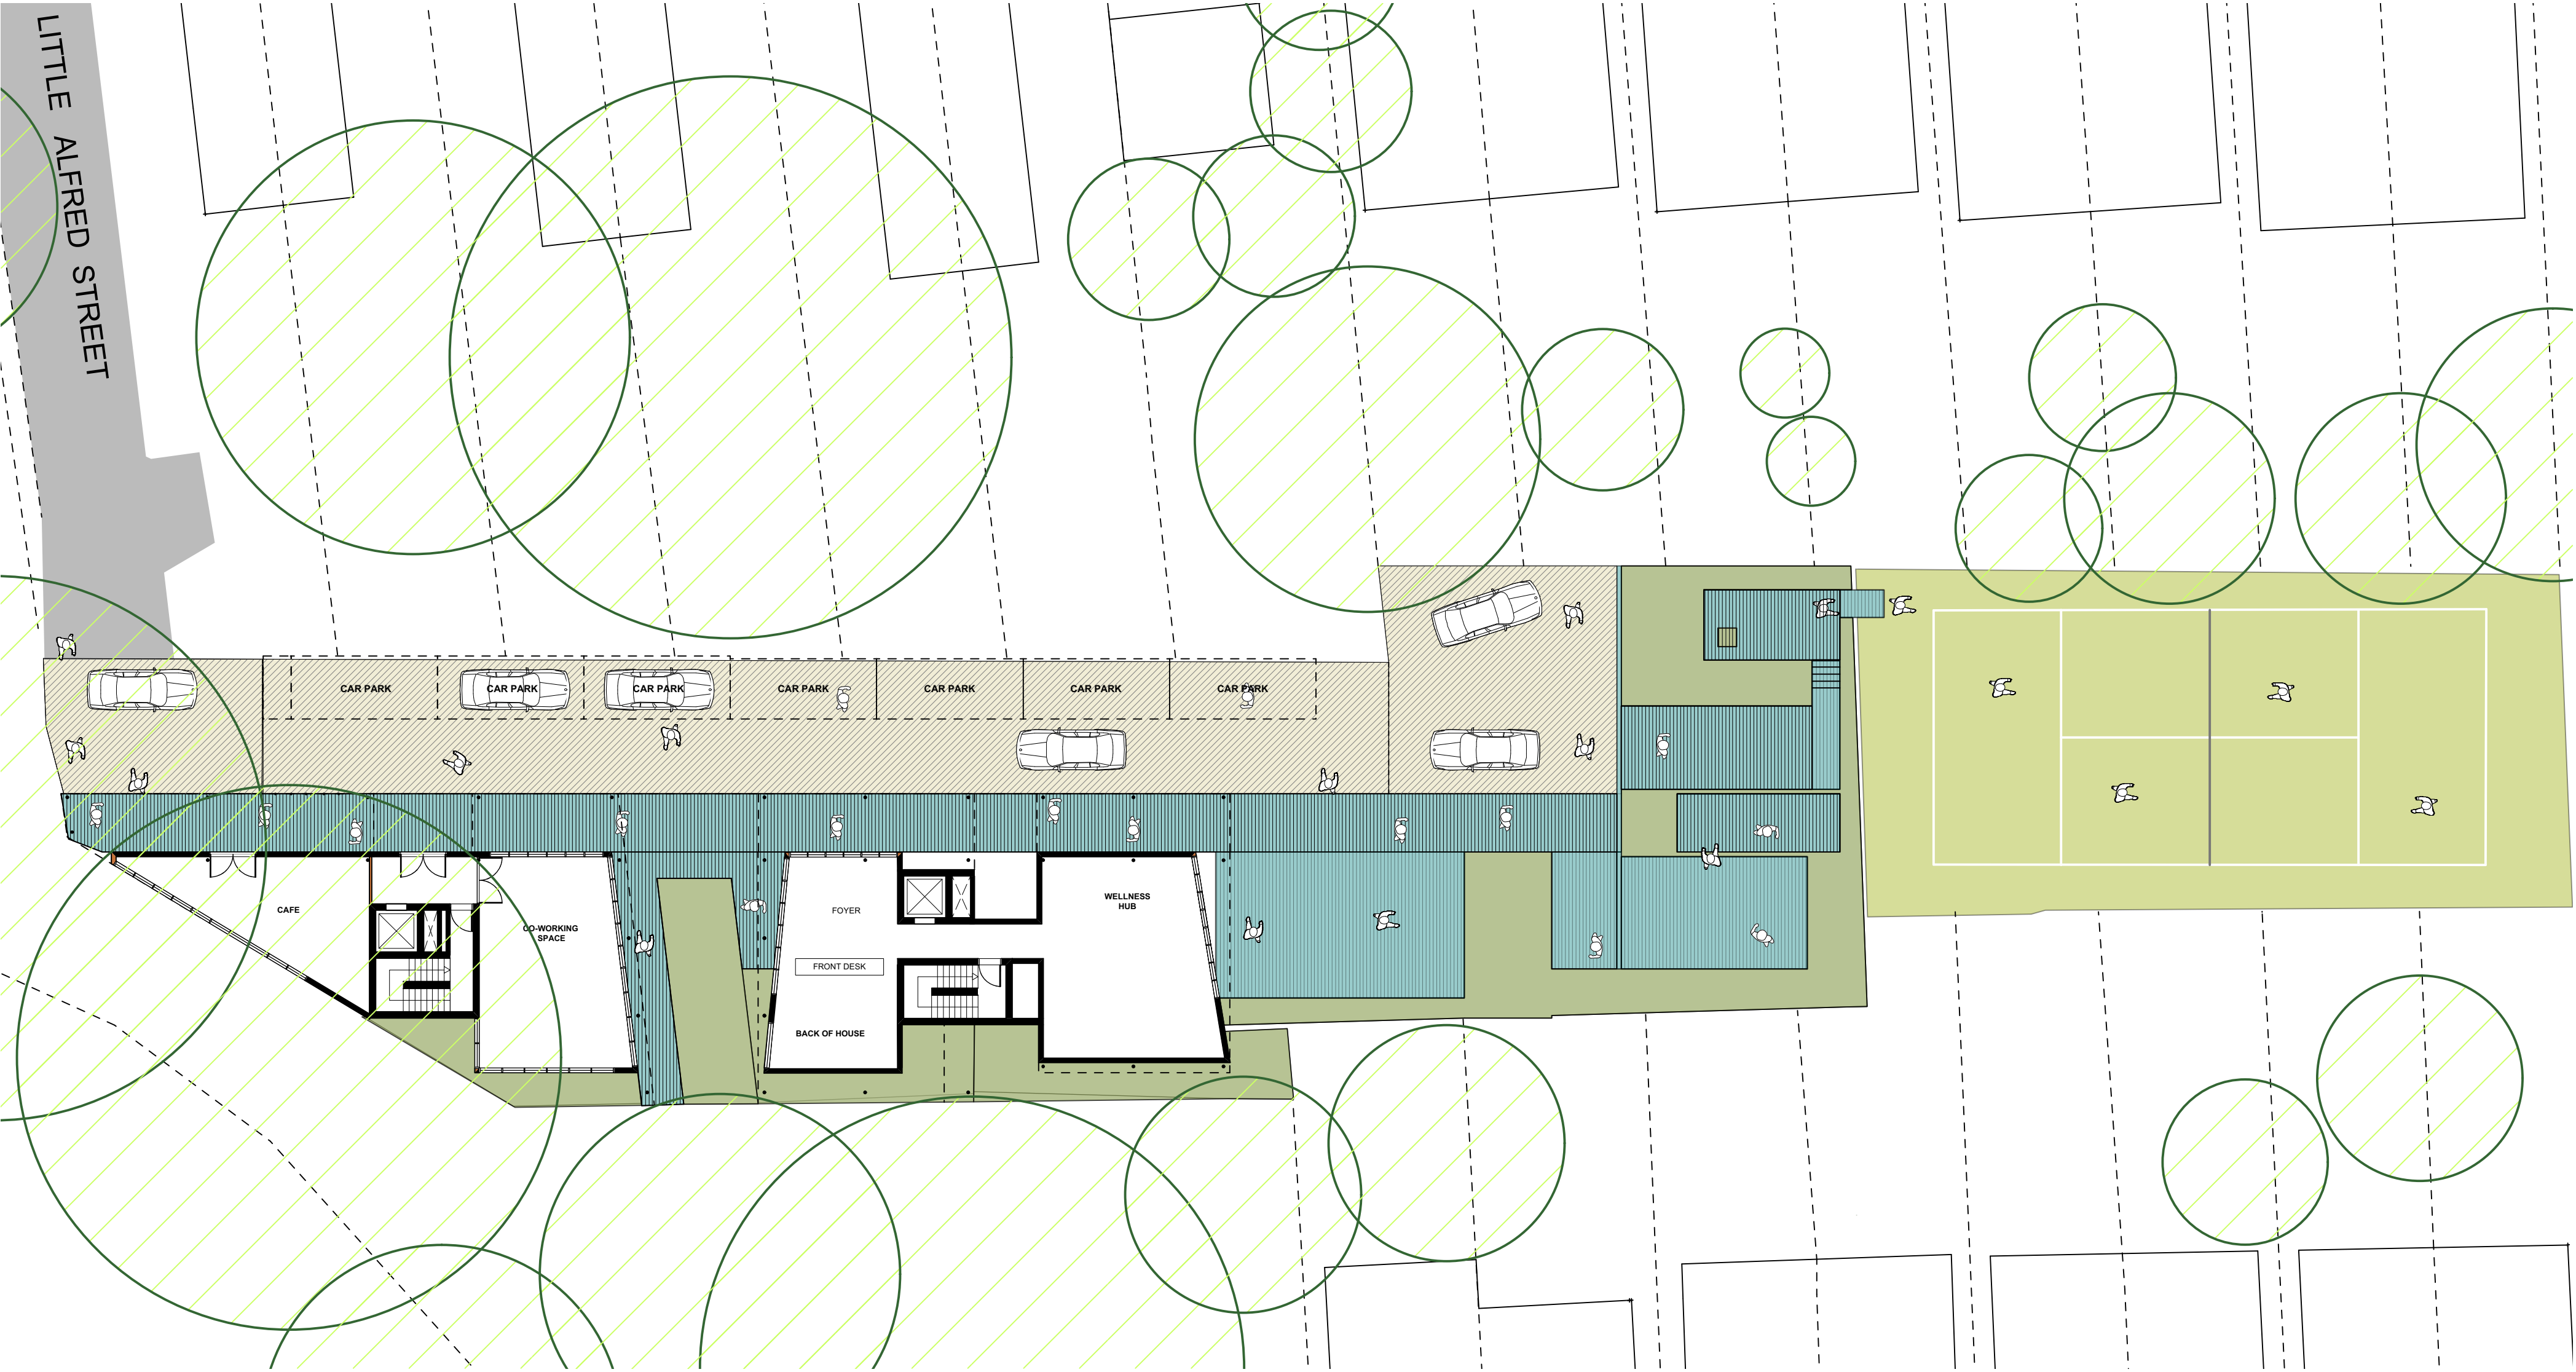 LITTLE ALFRED STREET
CAR PARK
CAR PARK
CAR PARK
CAR PARK
CAR PARK
CAR PARK
CAR PARK
CAFE
CO-WORKING
SPACE
FOYER
FRONT DESK
BACK OF HOUSE
WELLNESS
HUB